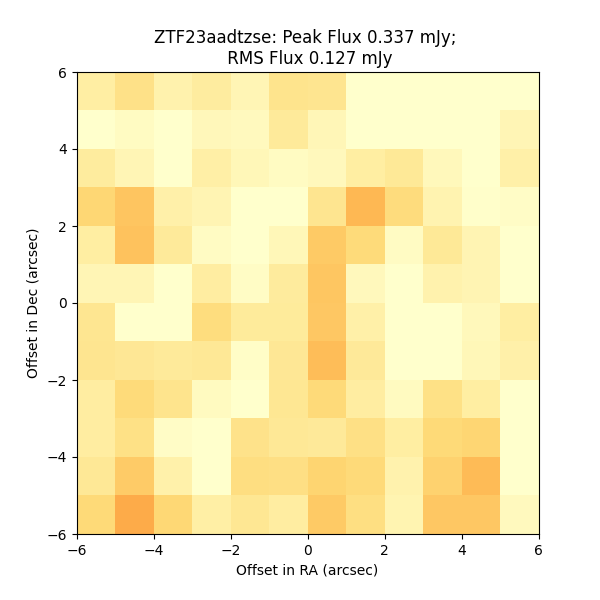 ZTF23aadtzse: Peak Flux 0.337 mJy;
RMS Flux 0.127 mJy
6
4
2
0
−2
−4
−6
Offset in Dec (arcsec)
−6 −4 −2 0 2 4 6
Offset in RA (arcsec)